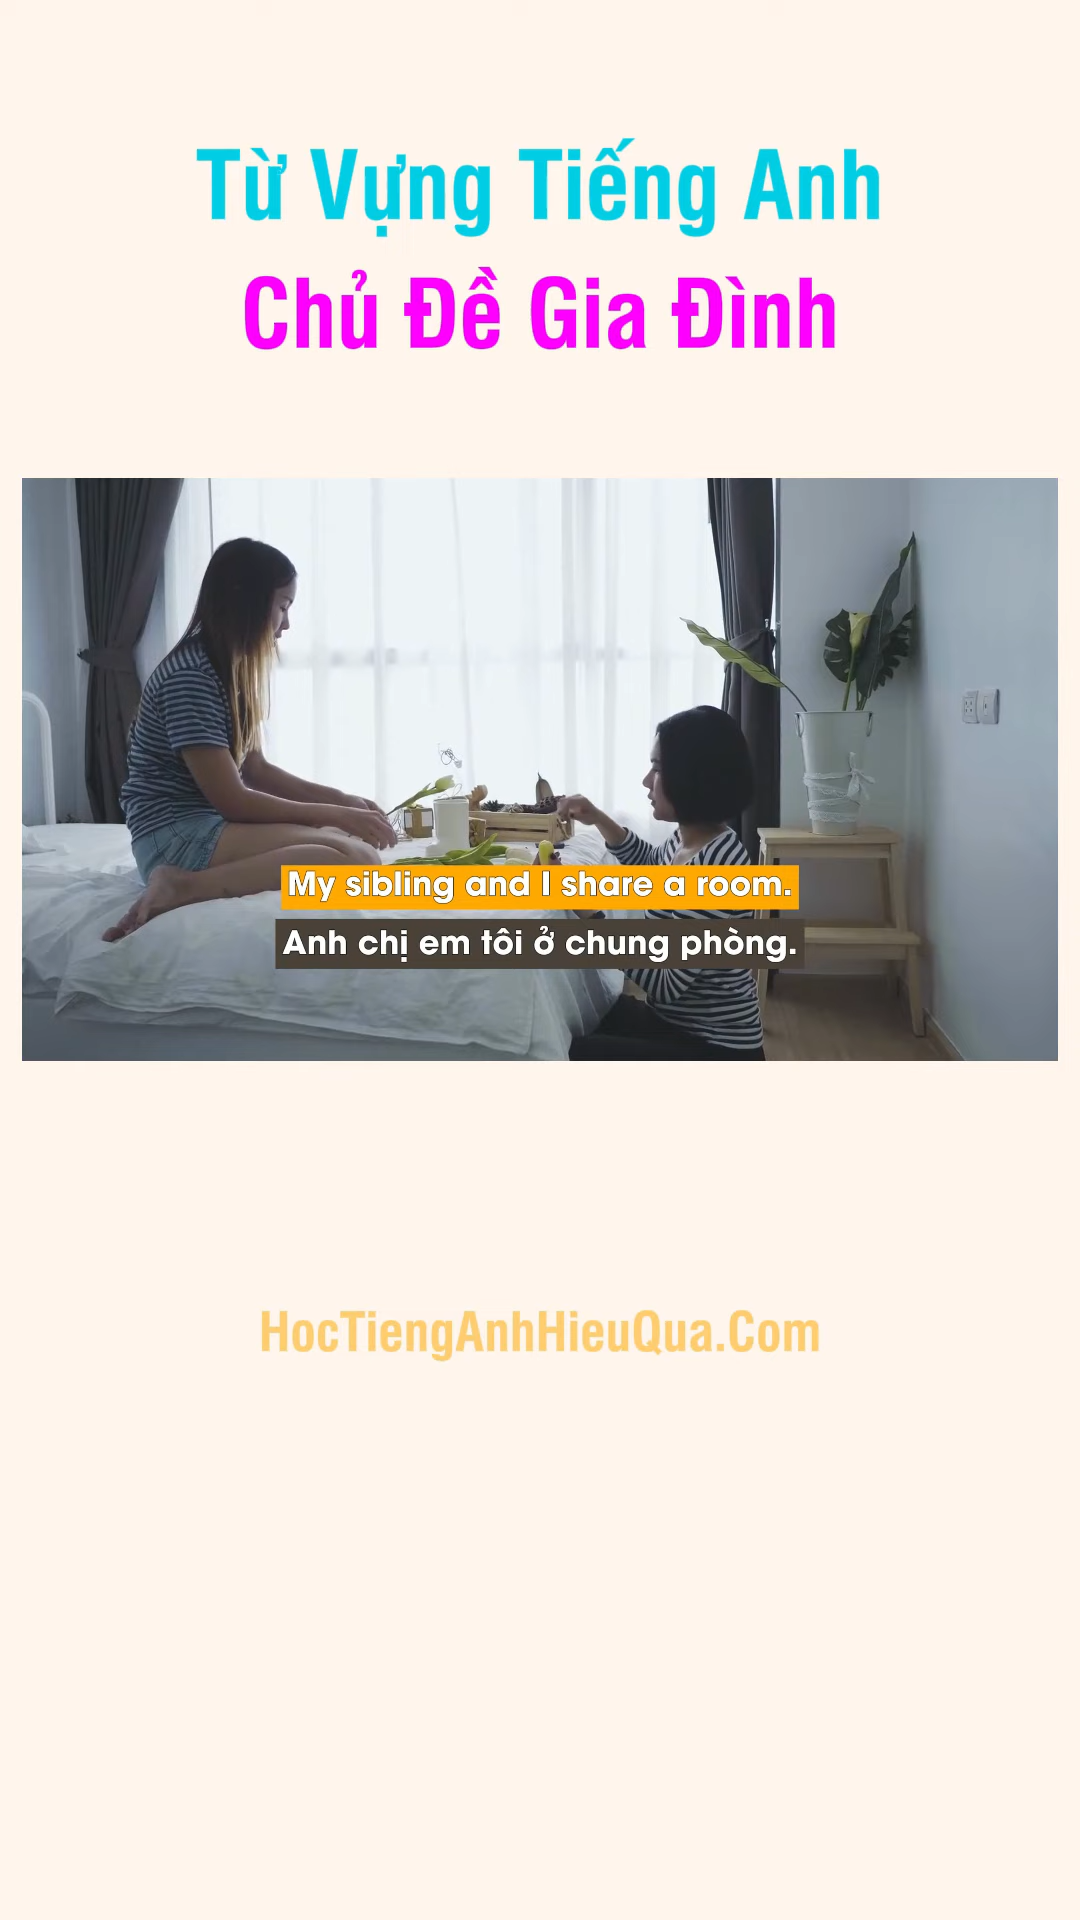 Từ Vựng Tiếng Anh
Chủ Đề Gia Đình
My sibling and I share a room.
Anh chị em tôi ở chung phòng.
HocTiengAnhHieuQua.Com